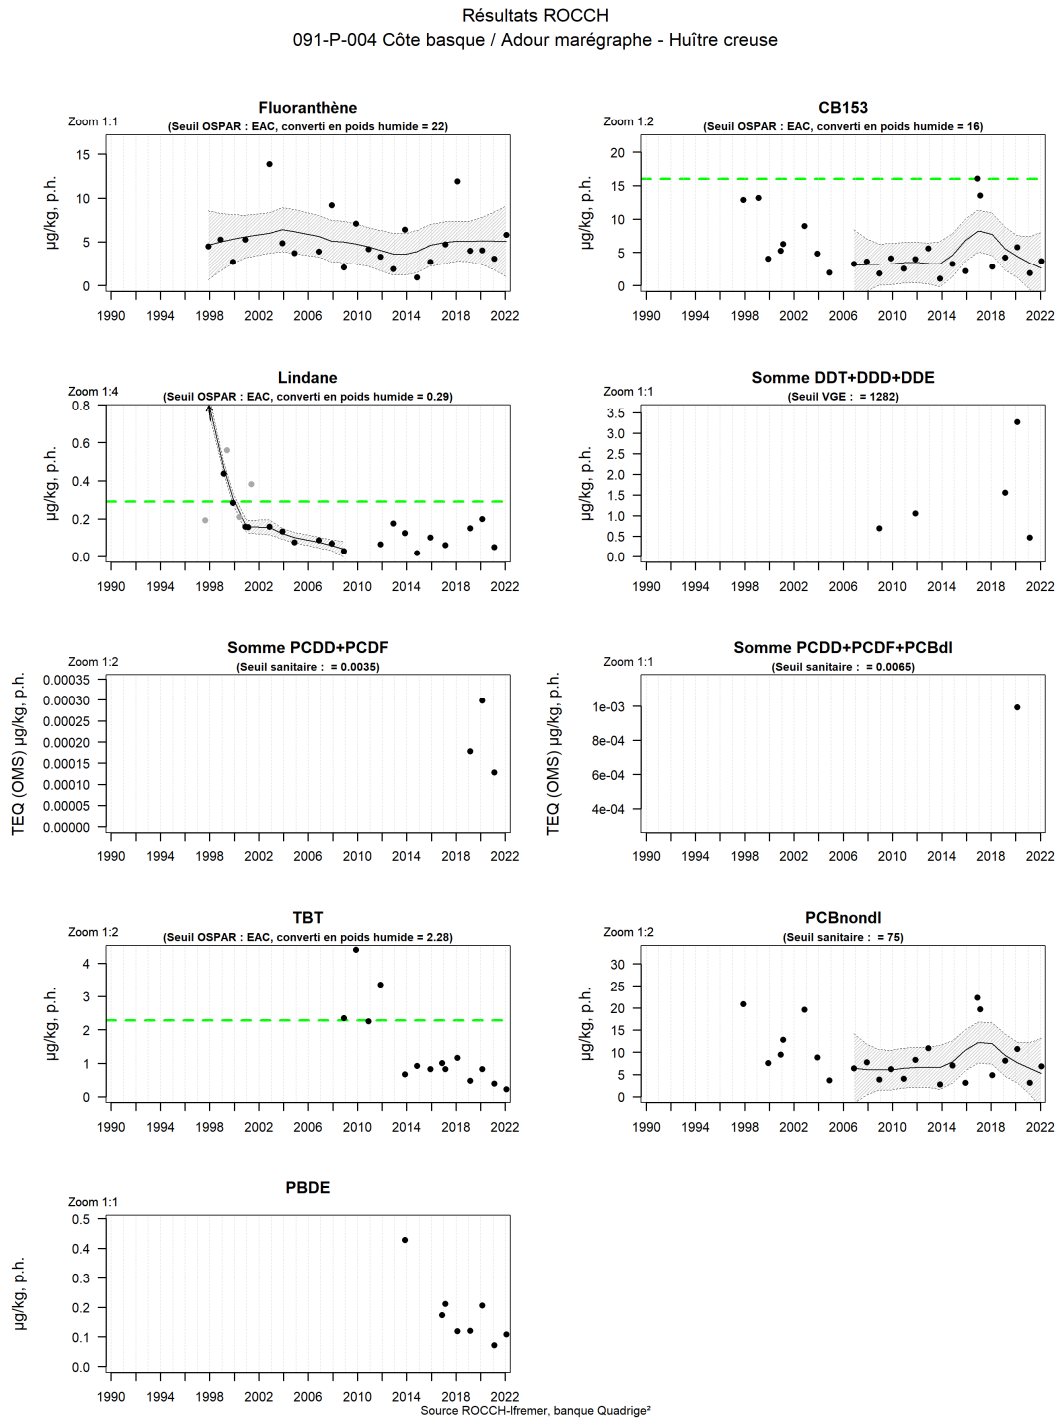 Résultats ROCCH
091-P-004 Côte basque / Adour marégraphe - Huître creuse
Fluoranthène
Zoom 1:1
(Seuil OSPAR : EAC, converti en poids humide = 22)
µg/kg, p.h.
15
10
5
0
1990 1994 1998 2002 2006 2010 2014 2018 2022
CB153
Zoom 1:2
(Seuil OSPAR : EAC, converti en poids humide = 16)
µg/kg, p.h.
20
15
10
5
0
1990 1994 1998 2002 2006 2010 2014 2018 2022
Lindane
Zoom 1:4
(Seuil OSPAR : EAC, converti en poids humide = 0.29)
µg/kg, p.h.
0.8
0.6
0.4
0.2
0.0
1990 1994 1998 2002 2006 2010 2014 2018 2022
Somme DDT+DDD+DDE
Zoom 1:1
(Seuil VGE :  = 1282)
µg/kg, p.h.
3.5
3.0
2.5
2.0
1.5
1.0
0.5
0.0
1990 1994 1998 2002 2006 2010 2014 2018 2022
Somme PCDD+PCDF
Zoom 1:2
(Seuil sanitaire :  = 0.0035)
TEQ (OMS) µg/kg, p.h.
0.00035
0.00030
0.00025
0.00020
0.00015
0.00010
0.00005
0.00000
1990 1994 1998 2002 2006 2010 2014 2018 2022
Somme PCDD+PCDF+PCBdl
Zoom 1:1
(Seuil sanitaire :  = 0.0065)
TEQ (OMS) µg/kg, p.h.
1e-03
8e-04
6e-04
4e-04
1990 1994 1998 2002 2006 2010 2014 2018 2022
TBT
Zoom 1:2
(Seuil OSPAR : EAC, converti en poids humide = 2.28)
µg/kg, p.h.
4
3
2
1
0
1990 1994 1998 2002 2006 2010 2014 2018 2022
PCBnondl
Zoom 1:2
(Seuil sanitaire :  = 75)
µg/kg, p.h.
30
25
20
15
10
5
0
1990 1994 1998 2002 2006 2010 2014 2018 2022
PBDE
Zoom 1:1
µg/kg, p.h.
0.5
0.4
0.3
0.2
0.1
0.0
1990 1994 1998 2002 2006 2010 2014 2018 2022
Source ROCCH-Ifremer, banque Quadrige²